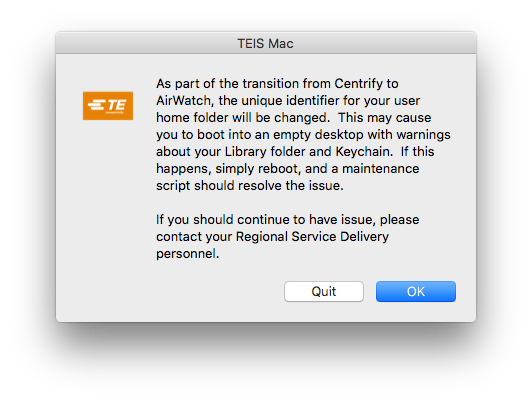 TEIS Mac
TE
As part of the transition from Centrify to
AirWatch, the unique identifier for your user
home folder will be changed.  This may cause
you to boot into an empty desktop with warnings
about your Library folder and Keychain.  If this
happens, simply reboot, and a maintenance
script should resolve the issue.
If you should continue to have issue, please
contact your Regional Service Delivery
personnel.
Quit
OK